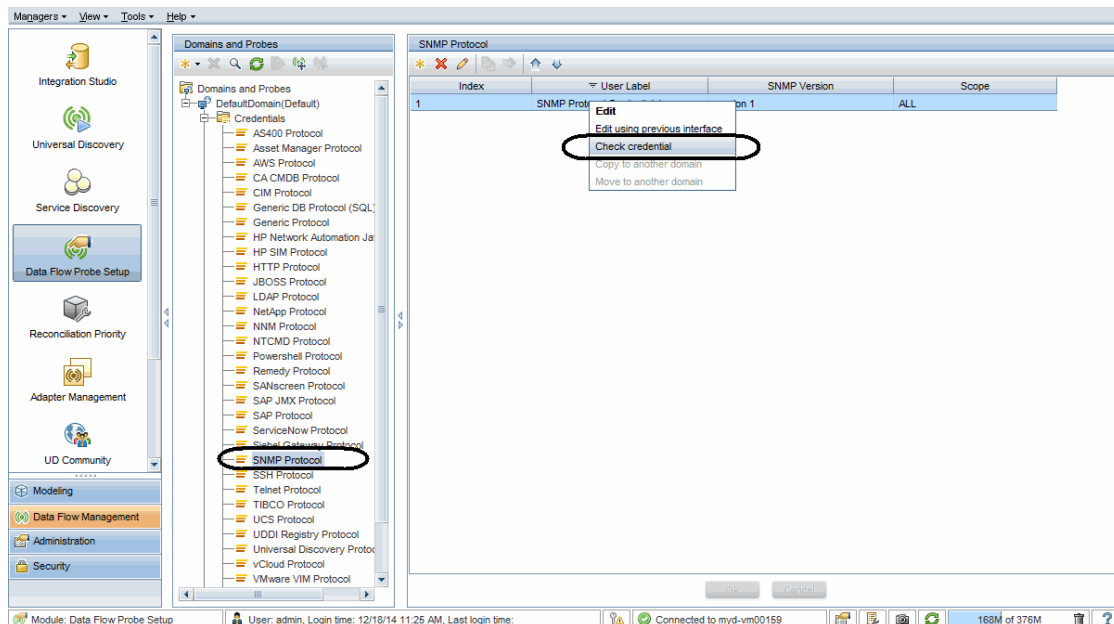 Managers View Tools Help
Integration Studio
Universal Discovery
Service Discovery
Data Flow Probe Setup
Reconciliation Priority
Adapter Management
UD Community
Modeling
Data Flow Management
Administration
Security
Domains and Probes
Domains and Probes
DefaultDomain(Default)
Credentials
AS400 Protocol
Asset Manager Protocol
AWS Protocol
CA CMDB Protocol
CIM Protocol
Generic DB Protocol (SQL)
Generic Protocol
HP Network Automation Ja
HP SIM Protocol
HTTP Protocol
JBOSS Protocol
LDAP Protocol
NetApp Protocol
NNM Protocol
NTCMD Protocol
Powershell Protocol
Remedy Protocol
SANscreen Protocol
SAP JMX Protocol
SAP Protocol
ServiceNow Protocol
Siebel Gateway Protocol
SNMP Protocol
SSH Protocol
Telnet Protocol
TIBCO Protocol
UCS Protocol
UDDI Registry Protocol
Universal Discovery Protoc
vCloud Protocol
VMware VIM Protocol
SNMP Protocol
Index User Label SNMP Version Scope
1 SNMP Prot ion 1 ALL
Edit
Edit using previous interface
Check credential
Copy to another domain
Move to another domain
OK Cancel
Module: Data Flow Probe Setup User: admin, Login time: 12/18/14 11:25 AM, Last login time: Connected to myd-vm00159 168M of 376M